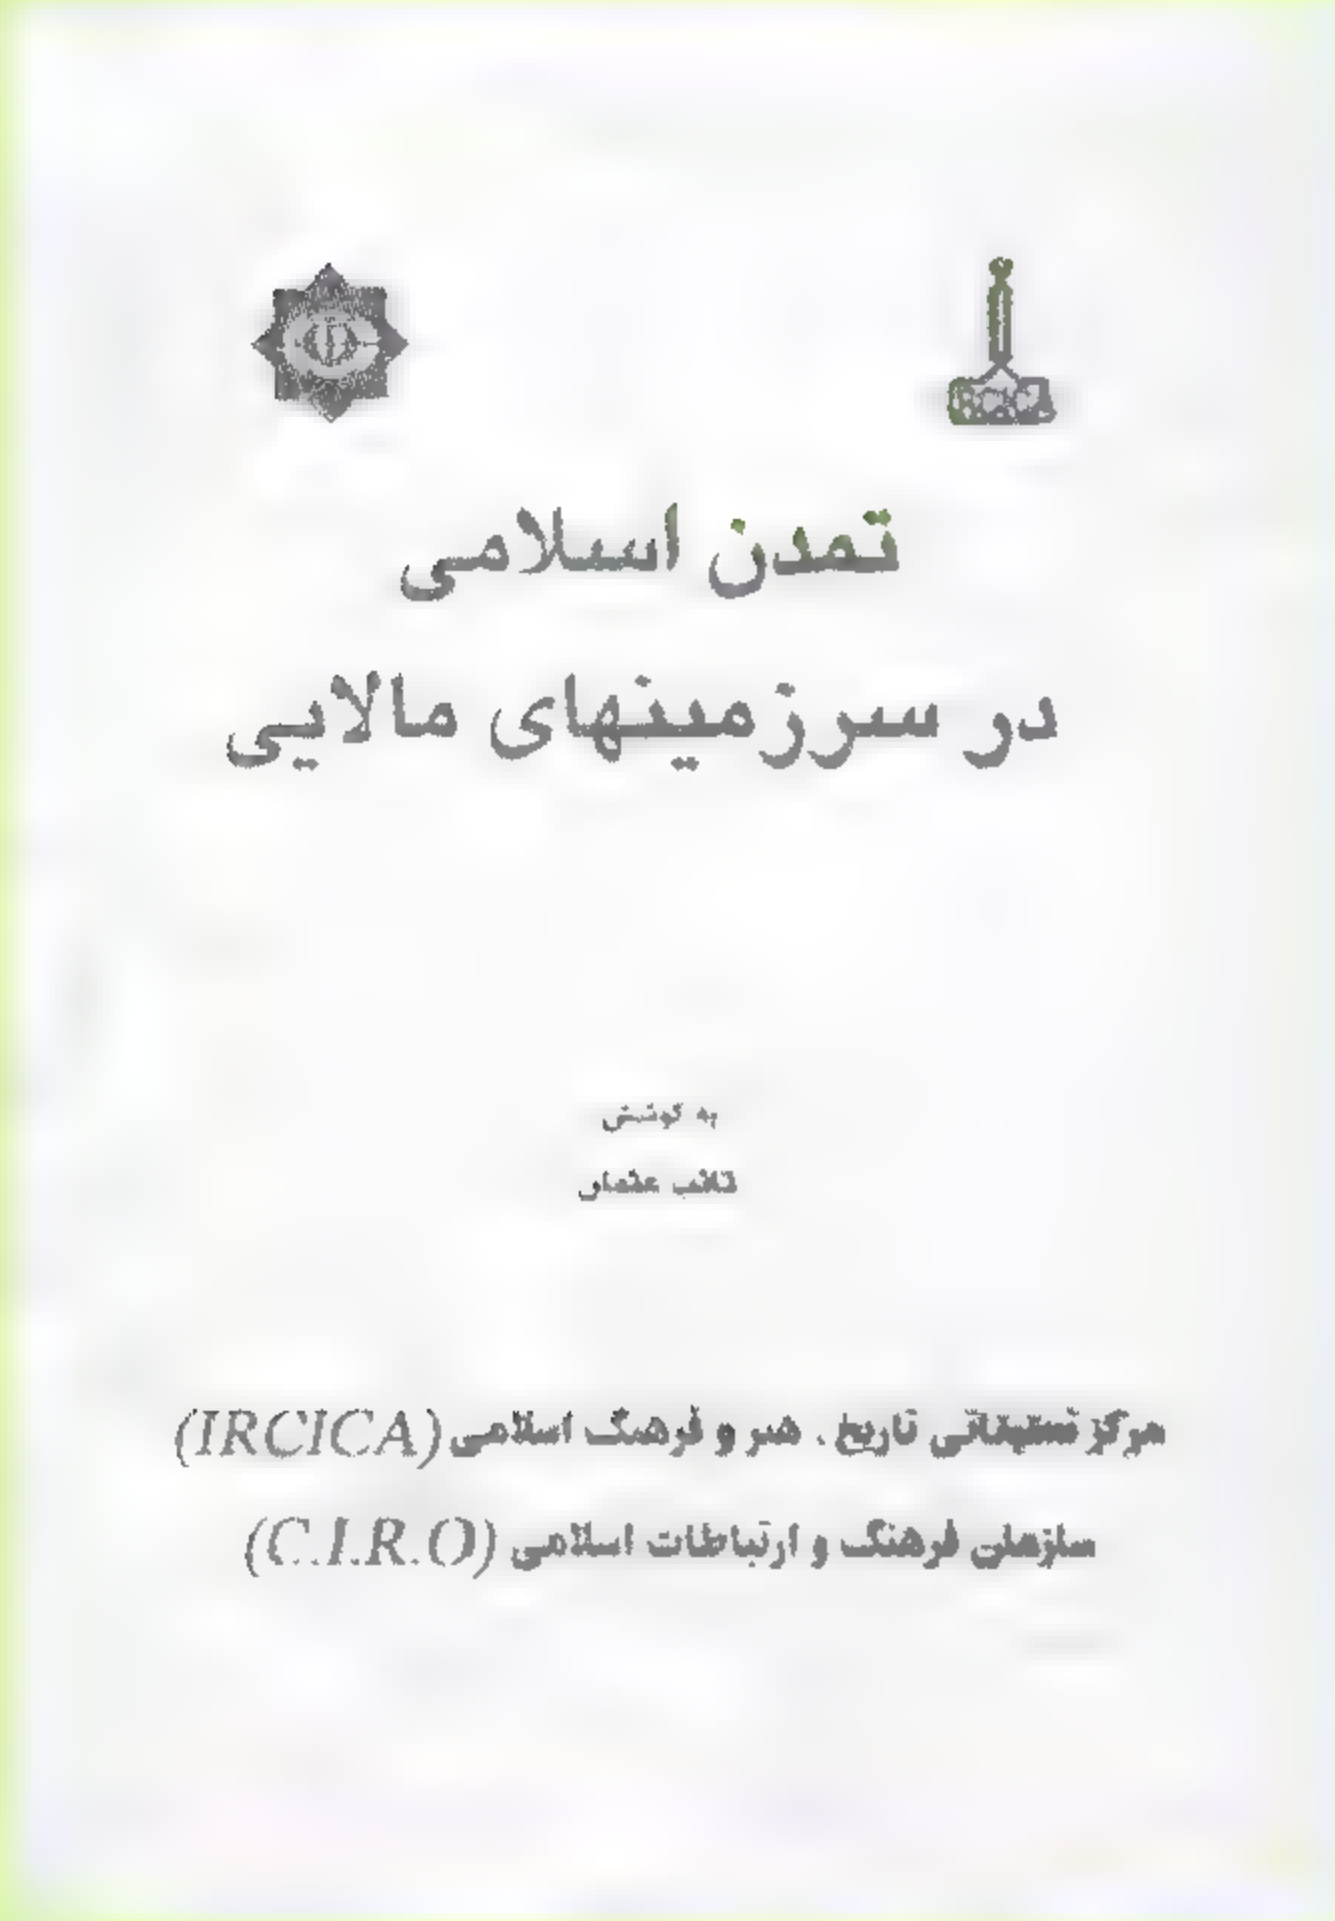 تمدن اسلامی
در سرزمینهای مالایی
به کوشش
عثمان
مرکز تحقیقاتی تاریخ ، هنر و فرهنگ اسلامی (IRCICA)
سازمان فرهنگ و ارتباطات اسلامی (C.I.R.O)